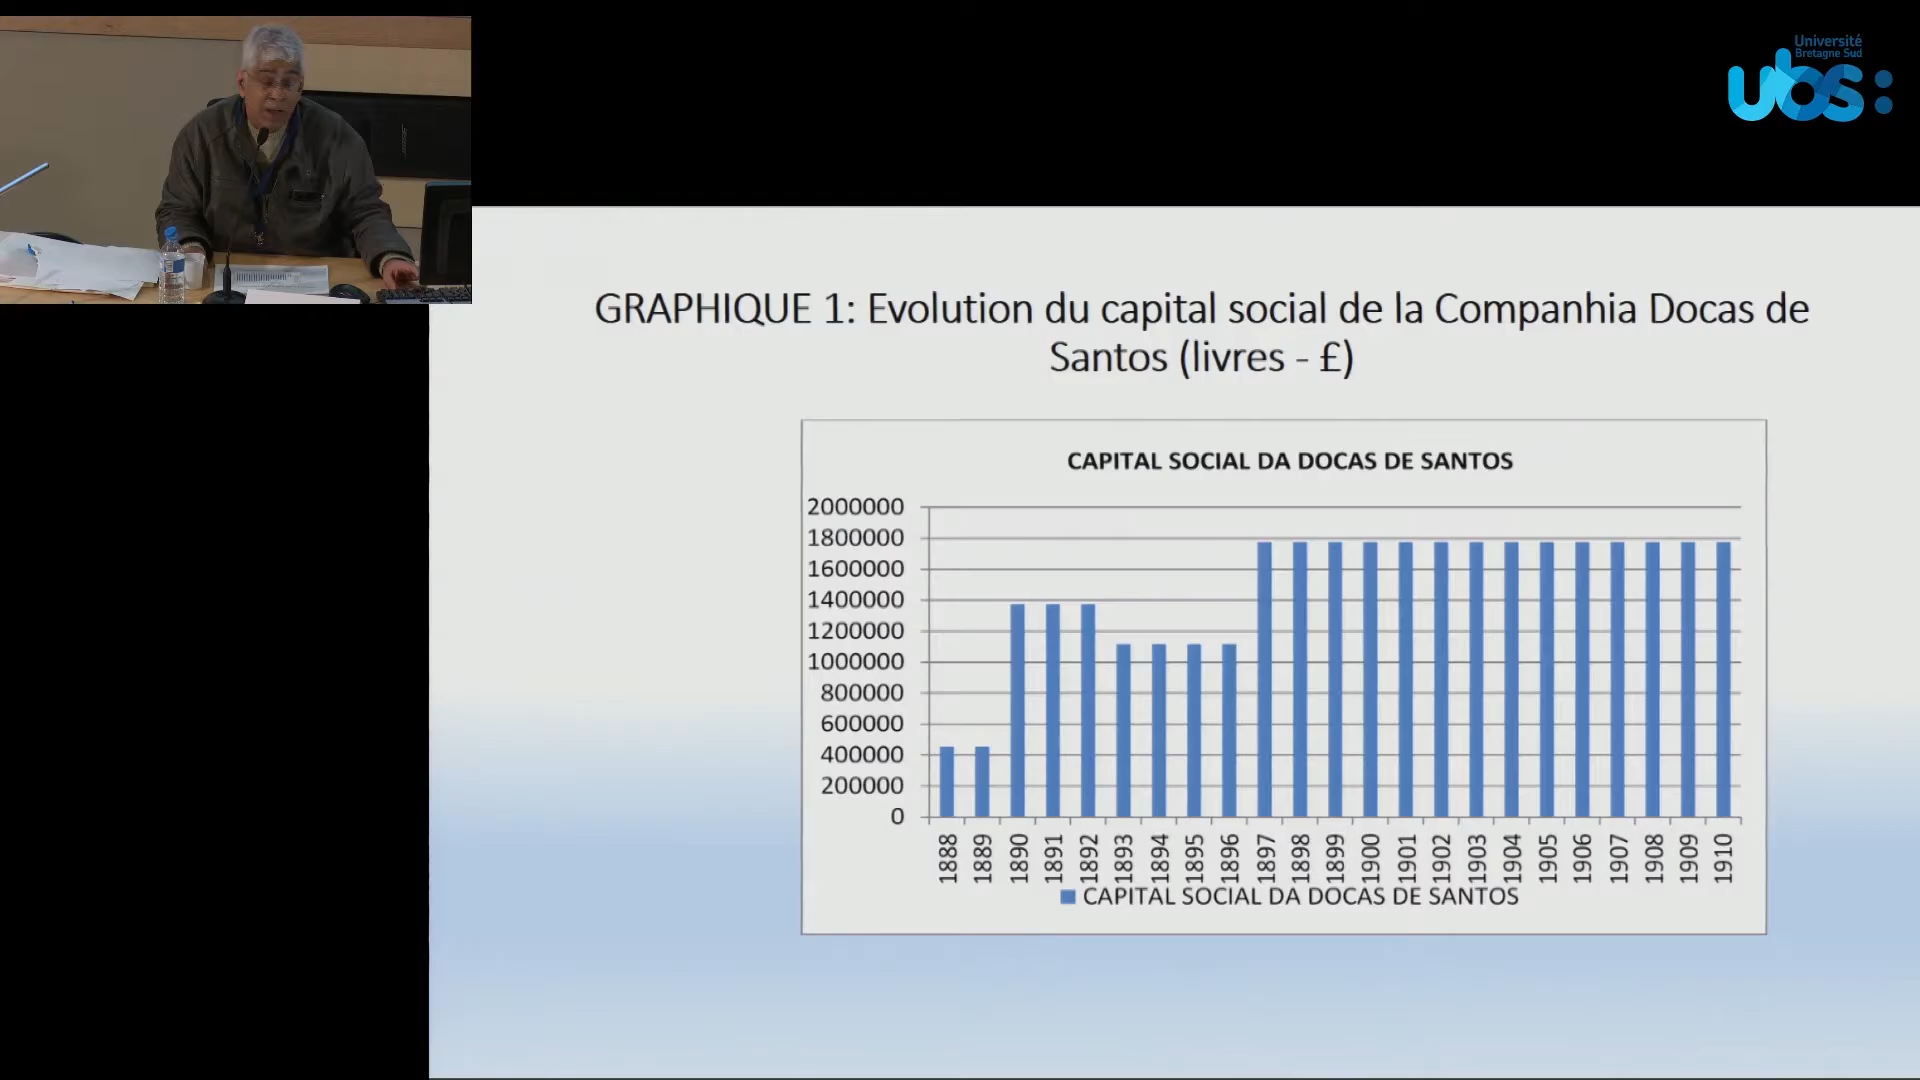 Université
Bretagne Sud
ubs:
GRAPHIQUE 1: Evolution du capital social de la Companhia Docas de
Santos (livres - £)
CAPITAL SOCIAL DA DOCAS DE SANTOS
2000000
1800000
1600000
1400000
1200000
1000000
800000
600000
400000
200000
0
1888 1889 1890 1891 1892 1893 1894 1895 1896 1897 1898 1899 1900 1901 1902 1903 1904 1905 1906 1907 1908 1909 1910
CAPITAL SOCIAL DA DOCAS DE SANTOS